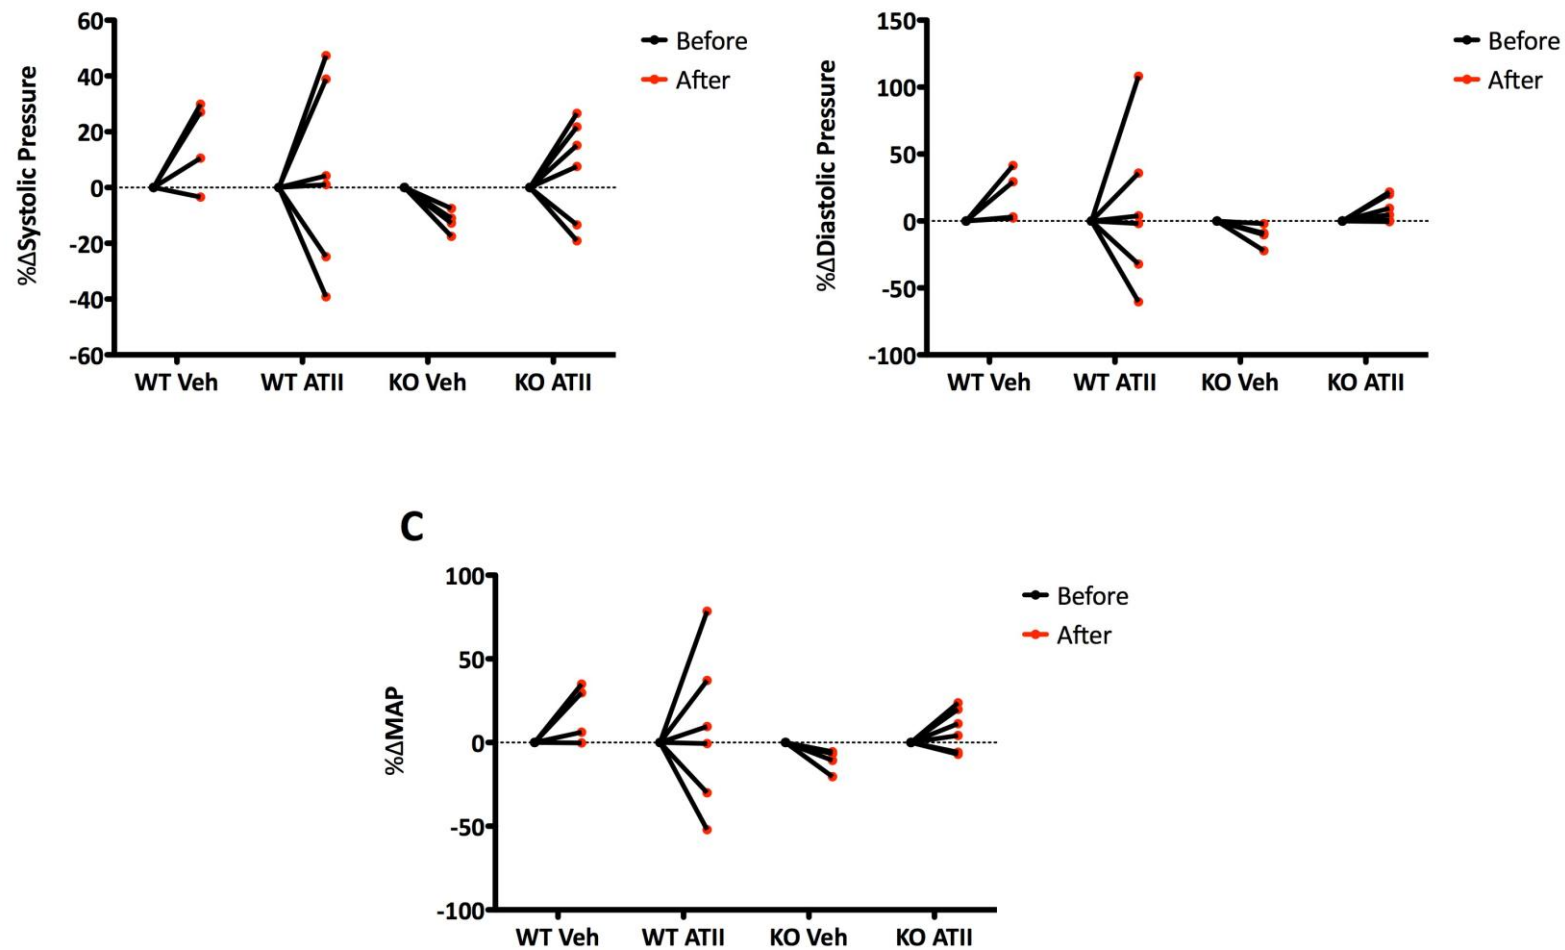 %ΔSystolic Pressure
60
40
20
0
-20
-40
-60
WT Veh WT ATII KO Veh KO ATII
Before
After
%ΔDiastolic Pressure
150
100
50
0
-50
-100
WT Veh WT ATII KO Veh KO ATII
Before
After
C
%ΔMAP
100
50
0
-50
-100
WT Veh WT ATII KO Veh KO ATII
Before
After